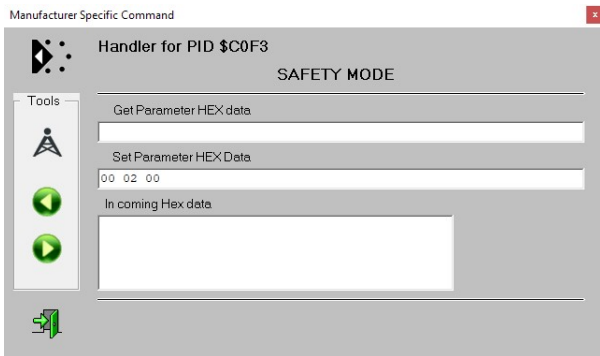 Manufacturer Specific Command
x
Handler for PID $C0F3
SAFETY MODE
Tools
Get Parameter HEX data
Set Parameter HEX Data
00 02 00
In coming Hex data